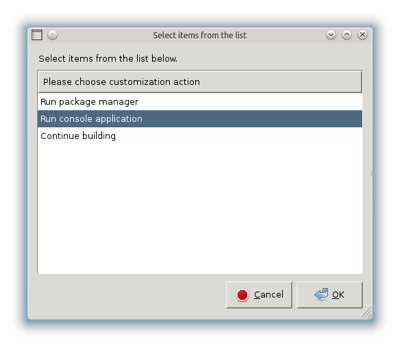 Select items from the list
Select items from the list below.
Please choose customization action
Run package manager
Run console application
Continue building
Cancel
OK